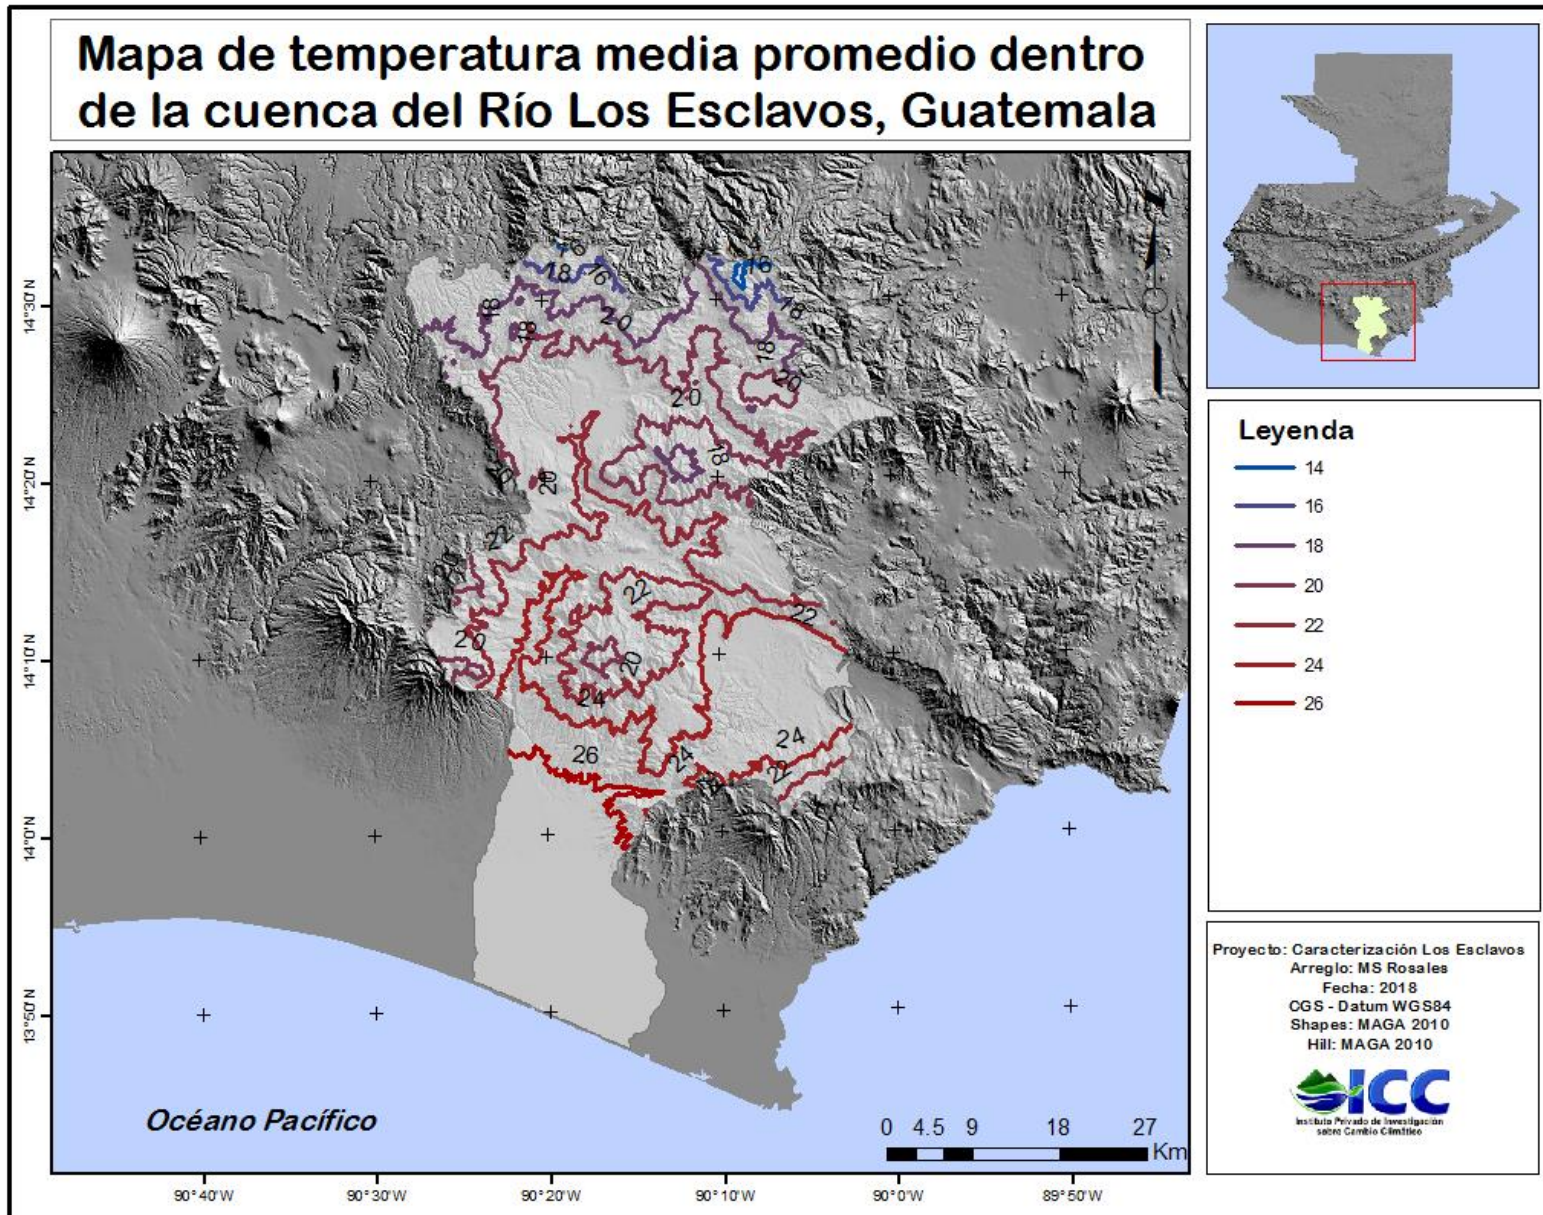 Mapa de temperatura media promedio dentro
de la cuenca del Río Los Esclavos, Guatemala
14°30'N
14°20'N
14°10'N
14°0'N
13°50'N
16
18
16
18
18
20
14
16
18
18
20
20
18
20
20
22
20
22
22
20
20
24
26
24
24
22
Océano Pacífico
0 4.5 9 18 27
Km
90°40'W
90°30'W
90°20'W
90°10'W
90°0'W
89°50'W
Leyenda
14
16
18
20
22
24
26
Proyecto: Caracterización Los Esclavos
Arreglo: MS Rosales
Fecha: 2018
CGS - Datum WGS84
Shapes: MAGA 2010
Hill: MAGA 2010
ICC
Instituto Privado de Investigación
sobre Cambio Climático